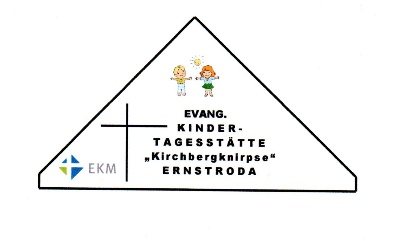 EVANG.
KINDER-
TAGESSTÄTTE
„Kirchbergknirpse“
ERNSTRODA
EKM